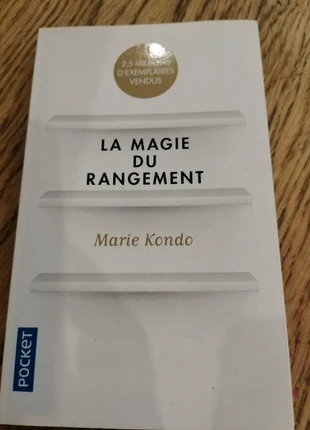 2,5 MILLIONS
D'EXEMPLAIRES
VENDUS
LA MAGIE
DU
RANGEMENT
Marie Kondo
POCKET